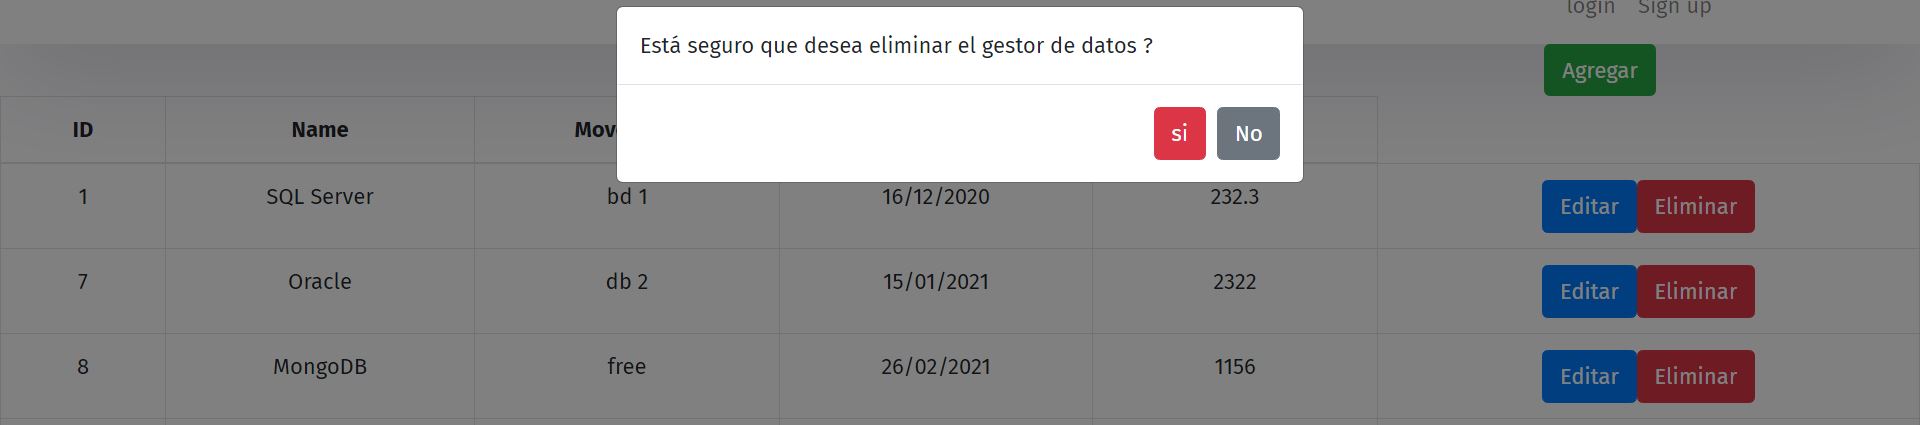 login Sign up
Está seguro que desea eliminar el gestor de datos ?
Agregar
si No
ID Name
1 SQL Server bd 1 16/12/2020 232.3 Editar Eliminar
7 Oracle db 2 15/01/2021 2322 Editar Eliminar
8 MongoDB free 26/02/2021 1156 Editar Eliminar